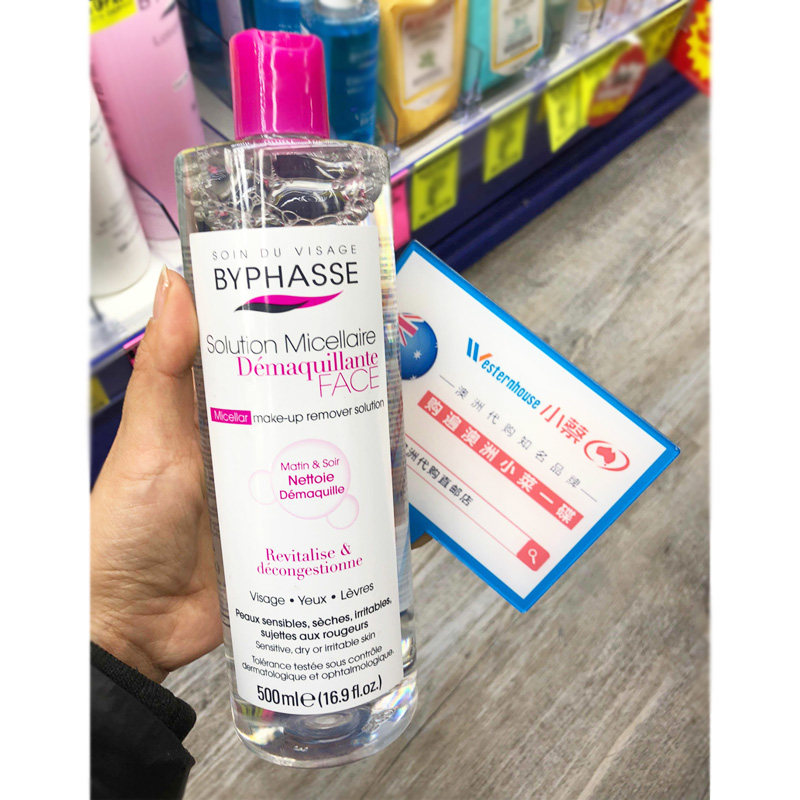 SOIN DU VISAGE
BYPHASSE
Solution Micellaire
Démaquillante
FACE
Micellar make-up remover solution
Matin & Soir
Nettoie
Démaquille
Revitalise &
décongestionne
Visage • Yeux • Lèvres
Peaux sensibles, sèches, irritables,
sujettes aux rougeurs
Sensitive, dry or irritable skin
Tolérance testée sous contrôle
dermatologique et ophtalmologique.
500ml℮(16.9 fl.oz.)
Westernhouse 小蔡
澳洲代购知名品牌
购遍澳洲小菜一碟
洲代购直邮店